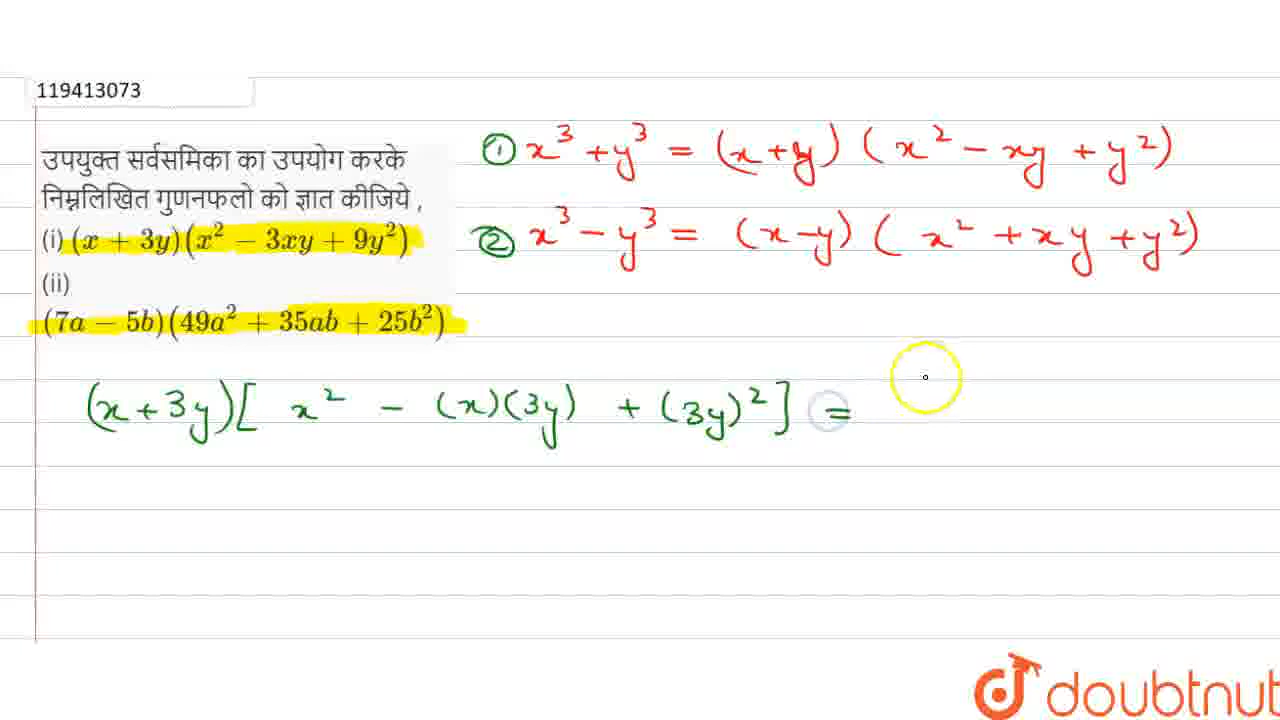 119413073
उपयुक्त सर्वसमिका का उपयोग करके
निम्नलिखित गुणनफलो को ज्ञात कीजिये ,
(i) (x + 3y)(x² − 3xy + 9y²)
(ii)
(7a − 5b)(49a² + 35ab + 25b²)
① x³ + y³ = (x + y) (x² − xy + y²)
② x³ − y³ = (x − y) (x² + xy + y²)
(x + 3y)[ x² − (x)(3y) + (3y)² ] =
doubtnut